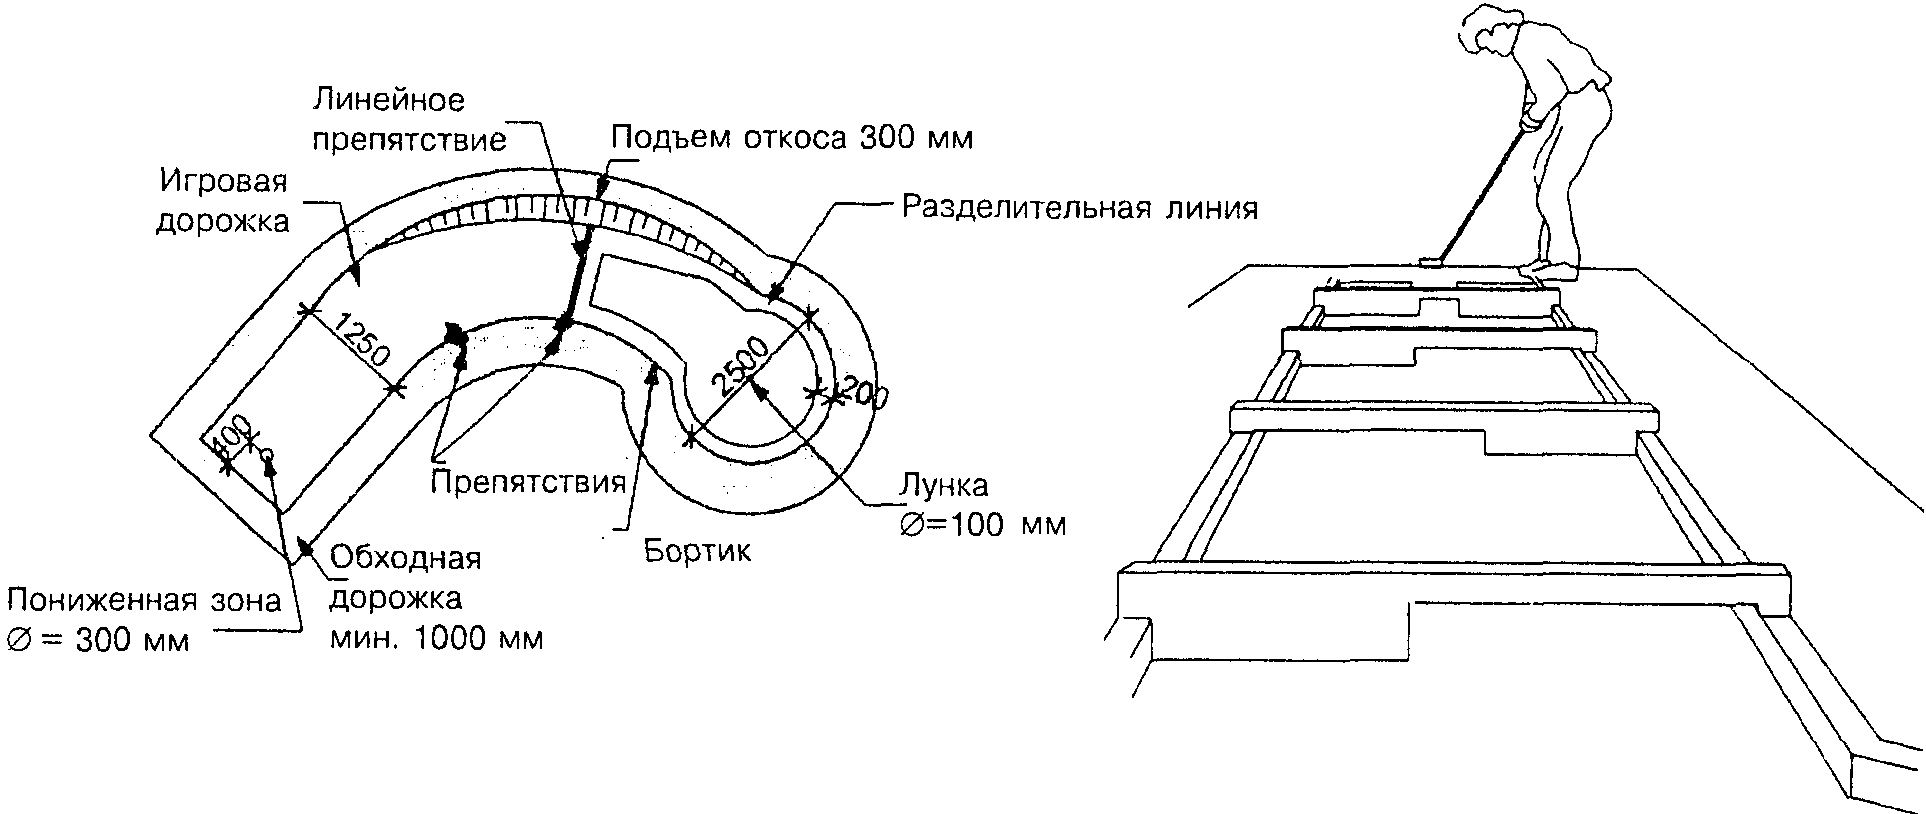 Линейное
препятствие
Подъем откоса 300 мм
Игровая
дорожка
Разделительная линия
1250
2500
200
400
Препятствия
Лунка
∅=100 мм
Бортик
Обходная
дорожка
мин. 1000 мм
Пониженная зона
∅ = 300 мм